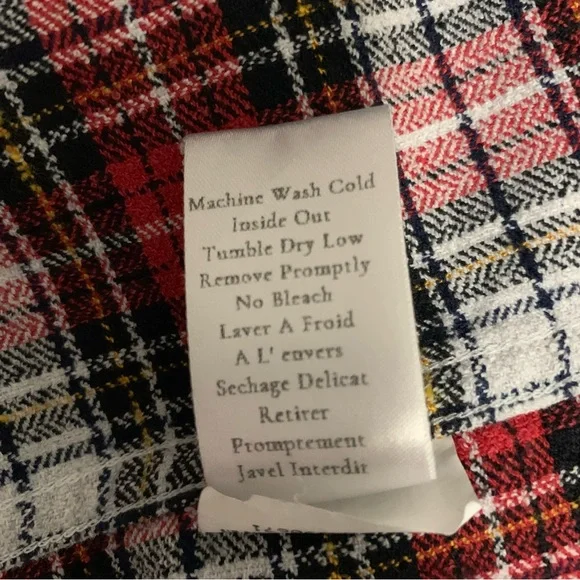 Machine Wash Cold
Inside Out
Tumble Dry Low
Remove Promptly
No Bleach
Laver A Froid
A L' envers
Sechage Delicat
Retirer
Promptement
Javel Interdit